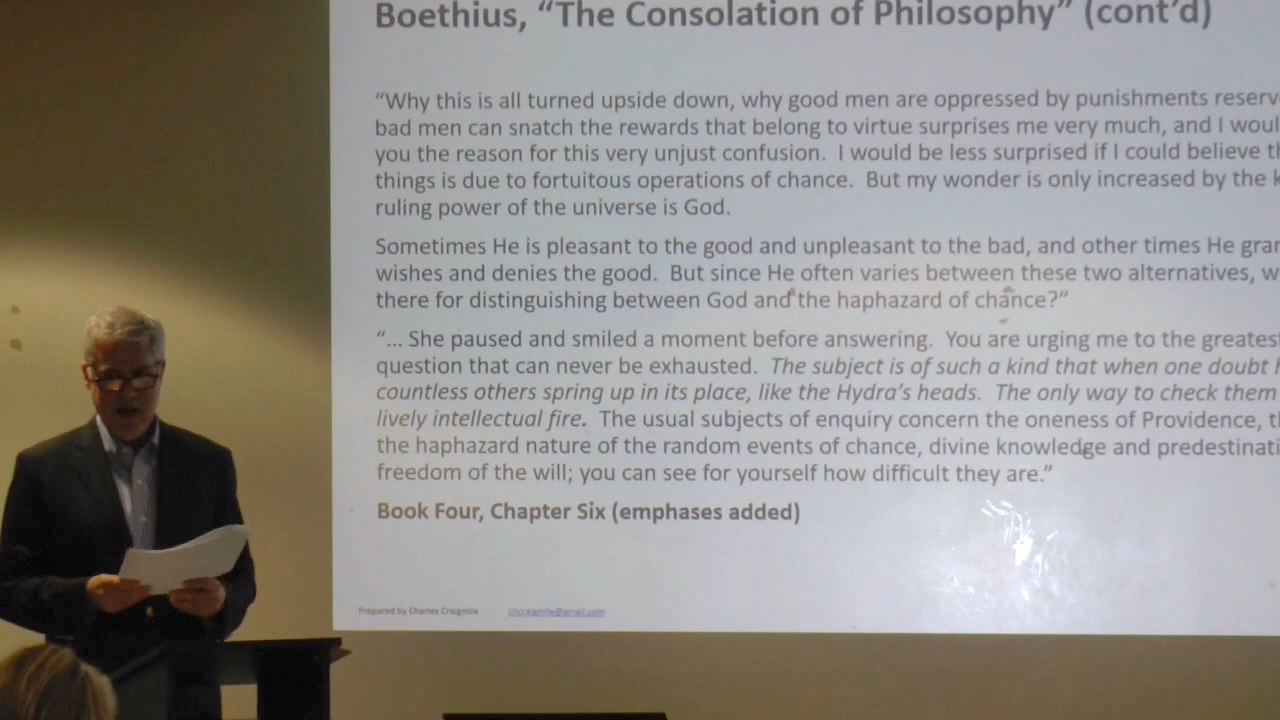 Boethius, “The Consolation of Philosophy” (cont’d)
“Why this is all turned upside down, why good men are oppressed by punishments reserv
bad men can snatch the rewards that belong to virtue surprises me very much, and I woul
you the reason for this very unjust confusion. I would be less surprised if I could believe th
things is due to fortuitous operations of chance. But my wonder is only increased by the k
ruling power of the universe is God.
Sometimes He is pleasant to the good and unpleasant to the bad, and other times He gran
wishes and denies the good. But since He often varies between these two alternatives, w
there for distinguishing between God and the haphazard of chance?”
“... She paused and smiled a moment before answering. You are urging me to the greatest
question that can never be exhausted. The subject is of such a kind that when one doubt h
countless others spring up in its place, like the Hydra’s heads. The only way to check them
lively intellectual fire. The usual subjects of enquiry concern the oneness of Providence, th
the haphazard nature of the random events of chance, divine knowledge and predestinati
freedom of the will; you can see for yourself how difficult they are.”
Book Four, Chapter Six (emphases added)
Prepared by Charles Craigmile chcraigmile@gmail.com